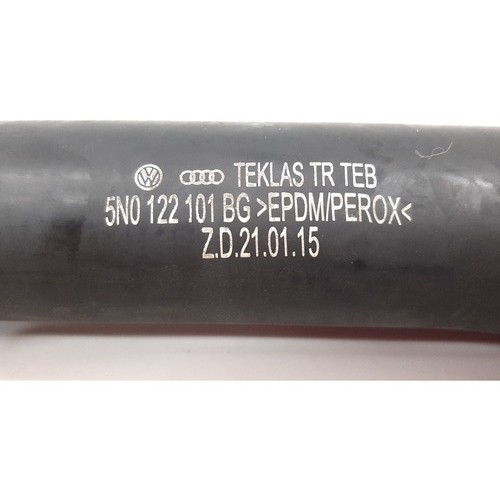 TEKLAS TR TEB
5N0 122 101 BG >EPDM/PEROX<
Z.D.21.01.15